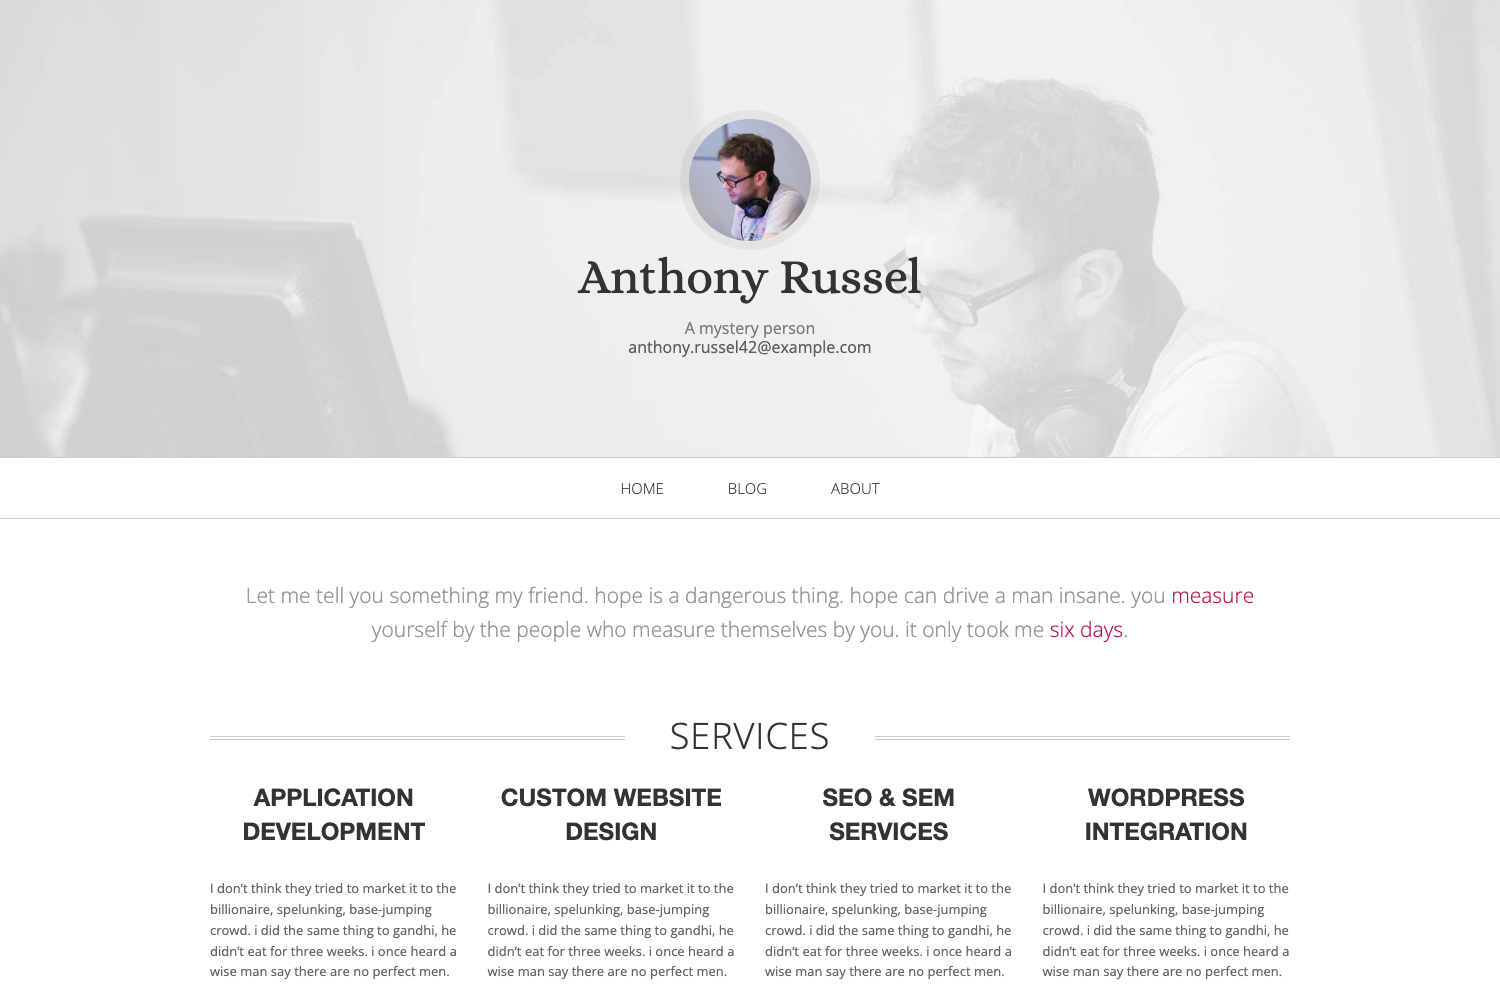 Anthony Russel
A mystery person
anthony.russel42@example.com
HOME BLOG ABOUT
Let me tell you something my friend. hope is a dangerous thing. hope can drive a man insane. you measure
yourself by the people who measure themselves by you. it only took me six days.
SERVICES
APPLICATION
DEVELOPMENT
I don’t think they tried to market it to the
billionaire, spelunking, base-jumping
crowd. i did the same thing to gandhi, he
didn’t eat for three weeks. i once heard a
wise man say there are no perfect men.
CUSTOM WEBSITE
DESIGN
I don’t think they tried to market it to the
billionaire, spelunking, base-jumping
crowd. i did the same thing to gandhi, he
didn’t eat for three weeks. i once heard a
wise man say there are no perfect men.
SEO & SEM
SERVICES
I don’t think they tried to market it to the
billionaire, spelunking, base-jumping
crowd. i did the same thing to gandhi, he
didn’t eat for three weeks. i once heard a
wise man say there are no perfect men.
WORDPRESS
INTEGRATION
I don’t think they tried to market it to the
billionaire, spelunking, base-jumping
crowd. i did the same thing to gandhi, he
didn’t eat for three weeks. i once heard a
wise man say there are no perfect men.